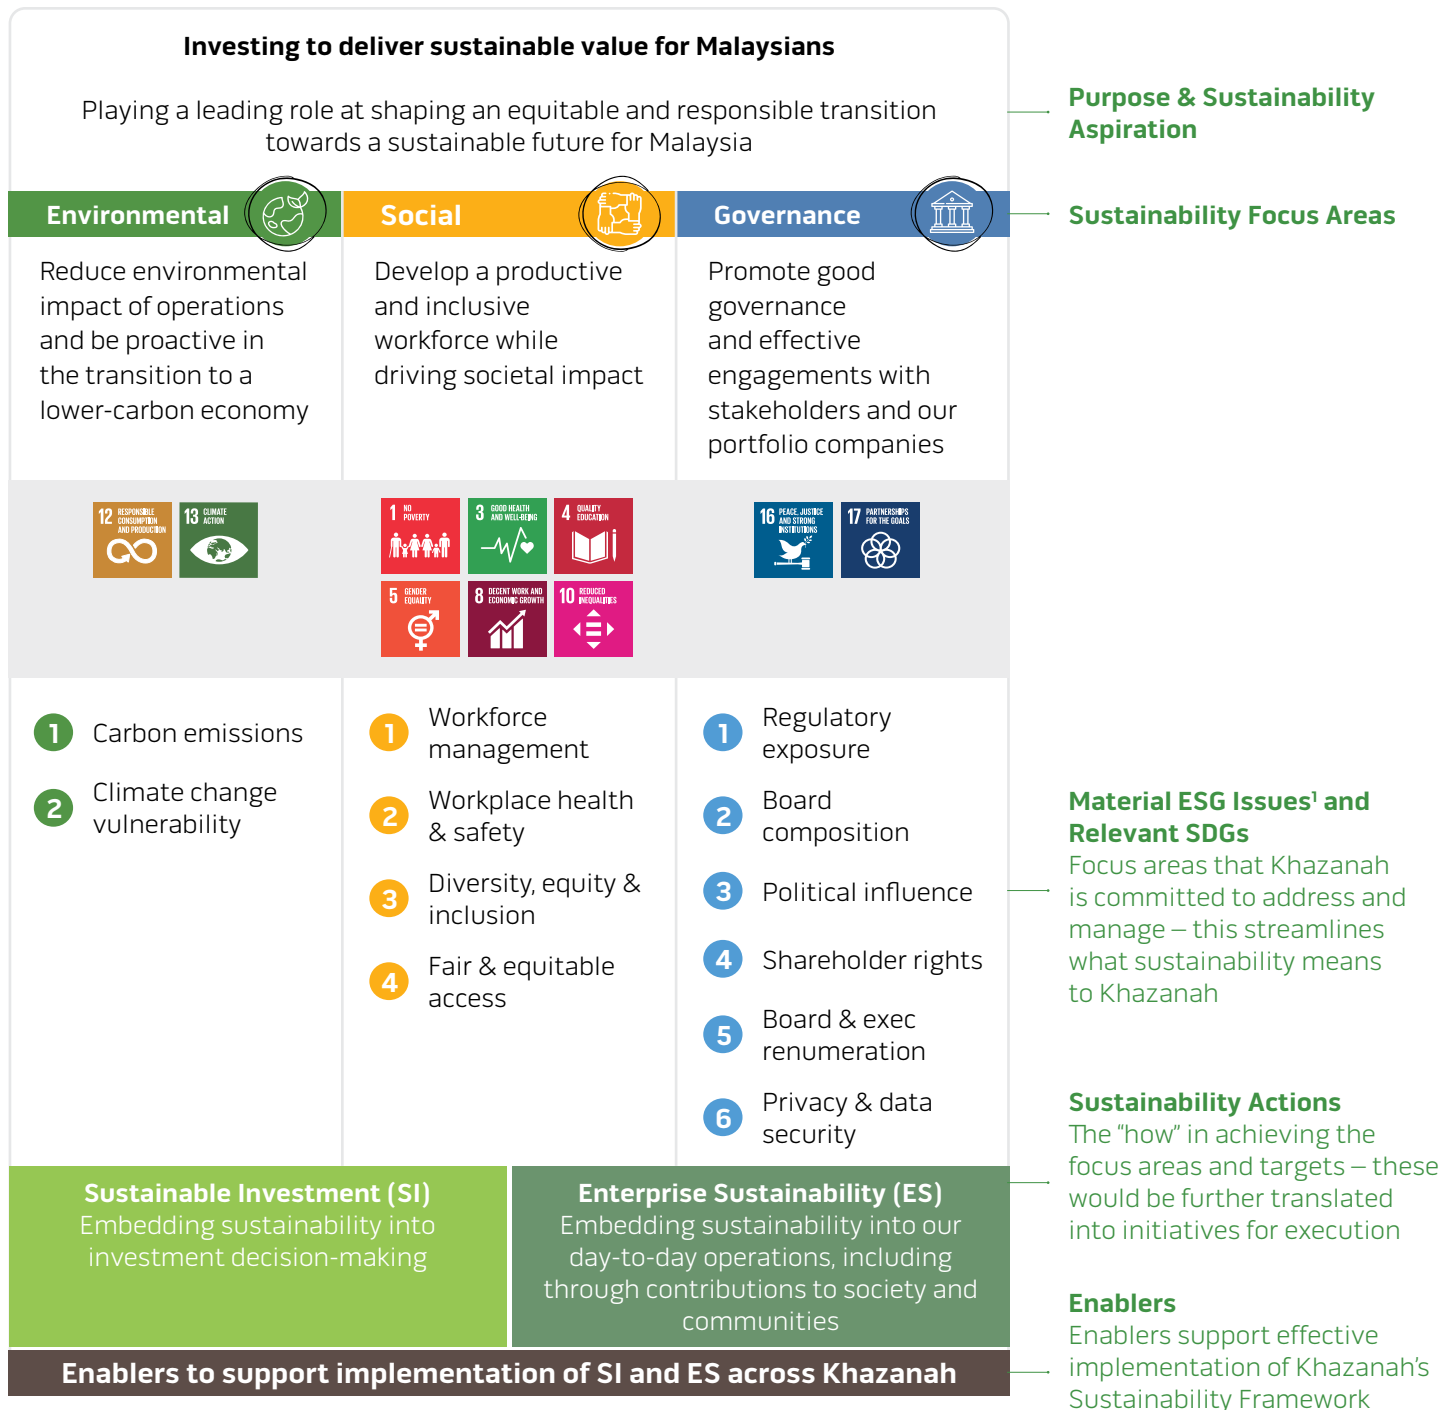 Investing to deliver sustainable value for Malaysians
Playing a leading role at shaping an equitable and responsible transition
towards a sustainable future for Malaysia
Purpose & Sustainability
Aspiration
Environmental
Social
Governance
Sustainability Focus Areas
Reduce environmental
impact of operations
and be proactive in
the transition to a
lower-carbon economy
Develop a productive
and inclusive
workforce while
driving societal impact
Promote good
governance
and effective
engagements with
stakeholders and our
portfolio companies
12 RESPONSIBLE
CONSUMPTION
AND PRODUCTION
13 CLIMATE
ACTION
1 NO
POVERTY
3 GOOD HEALTH
AND WELL-BEING
4 QUALITY
EDUCATION
5 GENDER
EQUALITY
8 DECENT WORK AND
ECONOMIC GROWTH
10 REDUCED
INEQUALITIES
16 PEACE, JUSTICE
AND STRONG
INSTITUTIONS
17 PARTNERSHIPS
FOR THE GOALS
1 Carbon emissions
2 Climate change
vulnerability
1 Workforce
management
2 Workplace health
& safety
3 Diversity, equity &
inclusion
4 Fair & equitable
access
1 Regulatory
exposure
2 Board
composition
3 Political influence
4 Shareholder rights
5 Board & exec
renumeration
6 Privacy & data
security
Material ESG Issues¹ and
Relevant SDGs
Focus areas that Khazanah
is committed to address and
manage – this streamlines
what sustainability means
to Khazanah
Sustainable Investment (SI)
Embedding sustainability into
investment decision-making
Enterprise Sustainability (ES)
Embedding sustainability into our
day-to-day operations, including
through contributions to society and
communities
Sustainability Actions
The “how” in achieving the
focus areas and targets – these
would be further translated
into initiatives for execution
Enablers to support implementation of SI and ES across Khazanah
Enablers
Enablers support effective
implementation of Khazanah’s
Sustainability Framework